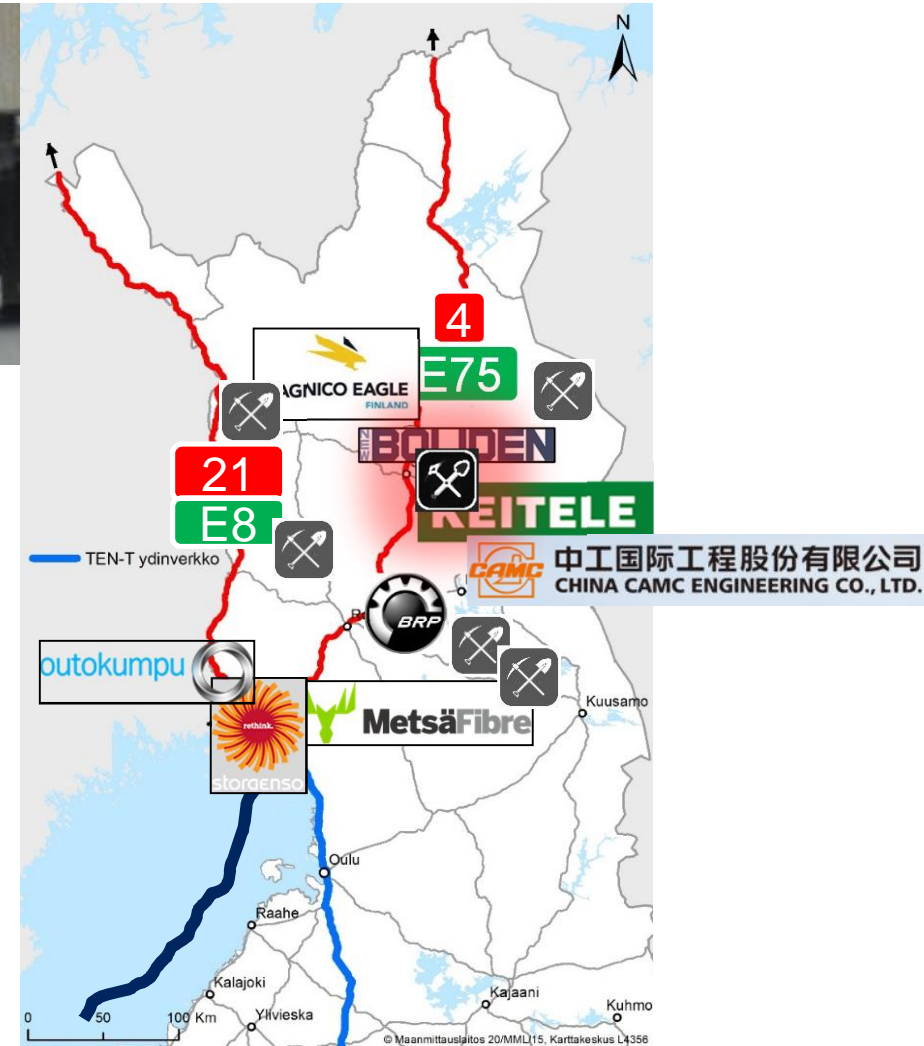 N
4
E75
AGNICO EAGLE
FINLAND
NEW BOLIDEN
21
E8
KEITELE
TEN-T ydinverkko
CAMC 中工国际工程股份有限公司
CHINA CAMC ENGINEERING CO., LTD.
BRP
outokumpu
rethink.
storaenso
MetsäFibre
Kuusamo
Oulu
Raahe
Kalajoki
Ylivieska
Kajaani
Kuhmo
0 50 100 Km
© Maanmittauslaitos 20/MML/15, Karttakeskus L4356